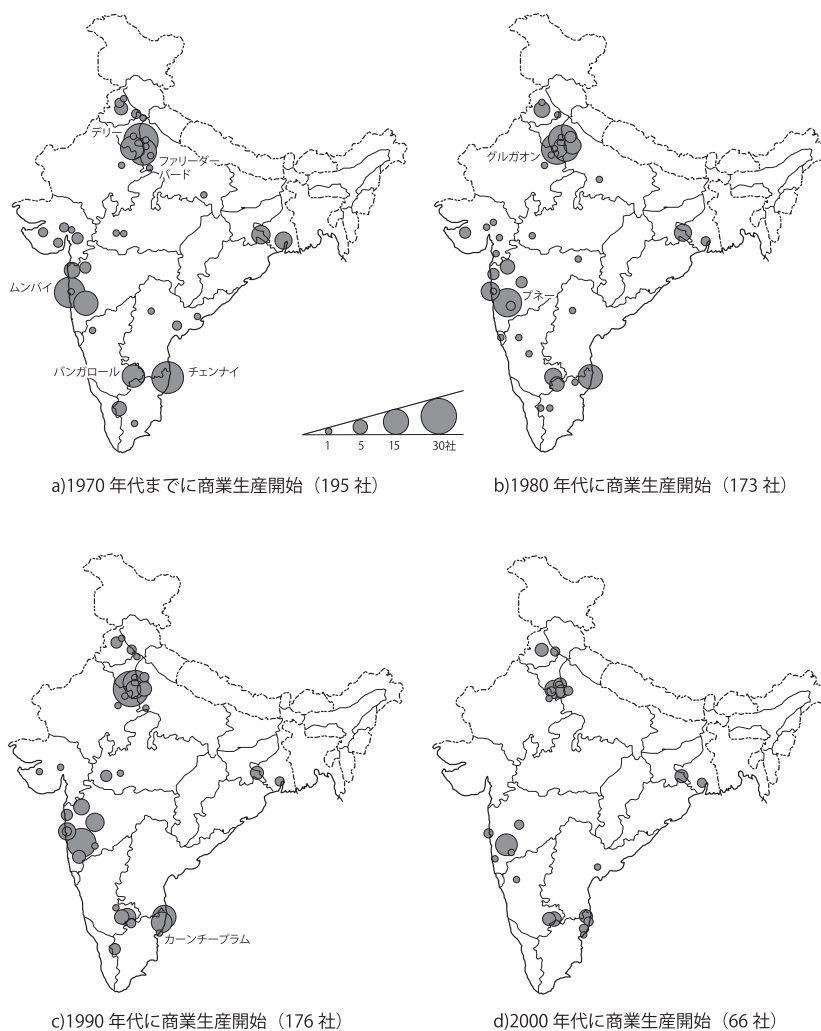 デリー
ファリーダー
バード
ムンバイ
バンガロール
チェンナイ
1 5 15 30社
a)1970 年代までに商業生産開始（195 社）
グルガオン
プネー
b)1980 年代に商業生産開始（173 社）
カーンチープラム
c)1990 年代に商業生産開始（176 社）
d)2000 年代に商業生産開始（66 社）